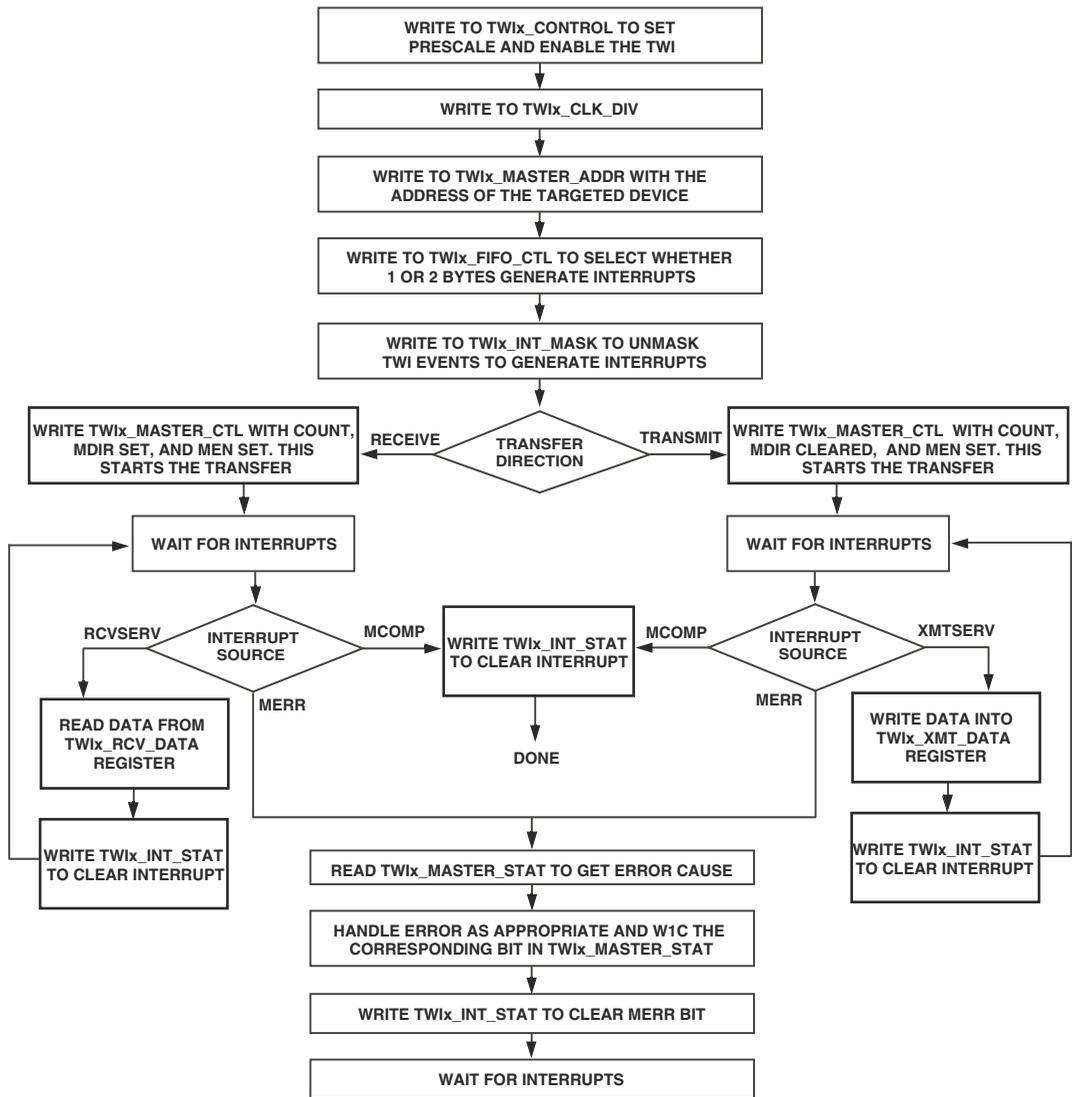 WRITE TO TWIx_CONTROL TO SET
PRESCALE AND ENABLE THE TWI
WRITE TO TWIx_CLK_DIV
WRITE TO TWIx_MASTER_ADDR WITH THE
ADDRESS OF THE TARGETED DEVICE
WRITE TO TWIx_FIFO_CTL TO SELECT WHETHER
1 OR 2 BYTES GENERATE INTERRUPTS
WRITE TO TWIx_INT_MASK TO UNMASK
TWI EVENTS TO GENERATE INTERRUPTS
WRITE TWIx_MASTER_CTL WITH COUNT,
MDIR SET, AND MEN SET. THIS
STARTS THE TRANSFER
RECEIVE
TRANSFER
DIRECTION
TRANSMIT
WRITE TWIx_MASTER_CTL WITH COUNT,
MDIR CLEARED, AND MEN SET. THIS
STARTS THE TRANSFER
WAIT FOR INTERRUPTS
WAIT FOR INTERRUPTS
RCVSERV
INTERRUPT
SOURCE
MCOMP
WRITE TWIx_INT_STAT
TO CLEAR INTERRUPT
MCOMP
INTERRUPT
SOURCE
XMTSERV
MERR
MERR
READ DATA FROM
TWIx_RCV_DATA
REGISTER
DONE
WRITE DATA INTO
TWIx_XMT_DATA
REGISTER
WRITE TWIx_INT_STAT
TO CLEAR INTERRUPT
WRITE TWIx_INT_STAT
TO CLEAR INTERRUPT
READ TWIx_MASTER_STAT TO GET ERROR CAUSE
HANDLE ERROR AS APPROPRIATE AND W1C THE
CORRESPONDING BIT IN TWIx_MASTER_STAT
WRITE TWIx_INT_STAT TO CLEAR MERR BIT
WAIT FOR INTERRUPTS